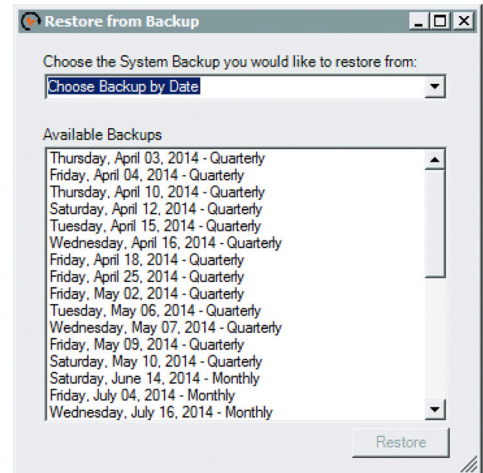 Restore from Backup
Choose the System Backup you would like to restore from:
Choose Backup by Date
Available Backups
Thursday, April 03, 2014 - Quarterly
Friday, April 04, 2014 - Quarterly
Thursday, April 10, 2014 - Quarterly
Saturday, April 12, 2014 - Quarterly
Tuesday, April 15, 2014 - Quarterly
Wednesday, April 16, 2014 - Quarterly
Friday, April 18, 2014 - Quarterly
Friday, April 25, 2014 - Quarterly
Friday, May 02, 2014 - Quarterly
Tuesday, May 06, 2014 - Quarterly
Wednesday, May 07, 2014 - Quarterly
Friday, May 09, 2014 - Quarterly
Saturday, May 10, 2014 - Quarterly
Saturday, June 14, 2014 - Monthly
Friday, July 04, 2014 - Monthly
Wednesday, July 16, 2014 - Monthly
Restore